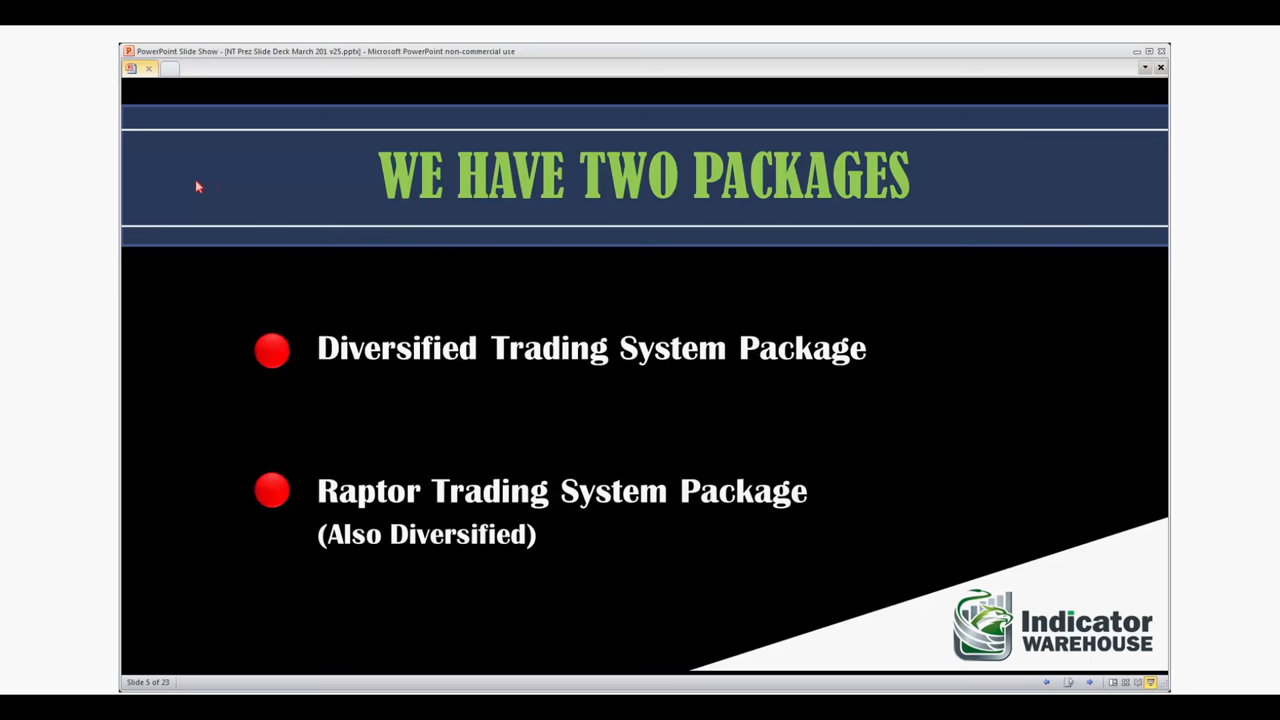 PowerPoint Slide Show - [NT Prez Slide Deck March 201 v25.pptx] - Microsoft PowerPoint non-commercial use
WE HAVE TWO PACKAGES
Diversified Trading System Package
Raptor Trading System Package
(Also Diversified)
Indicator
WAREHOUSE
Slide 5 of 23